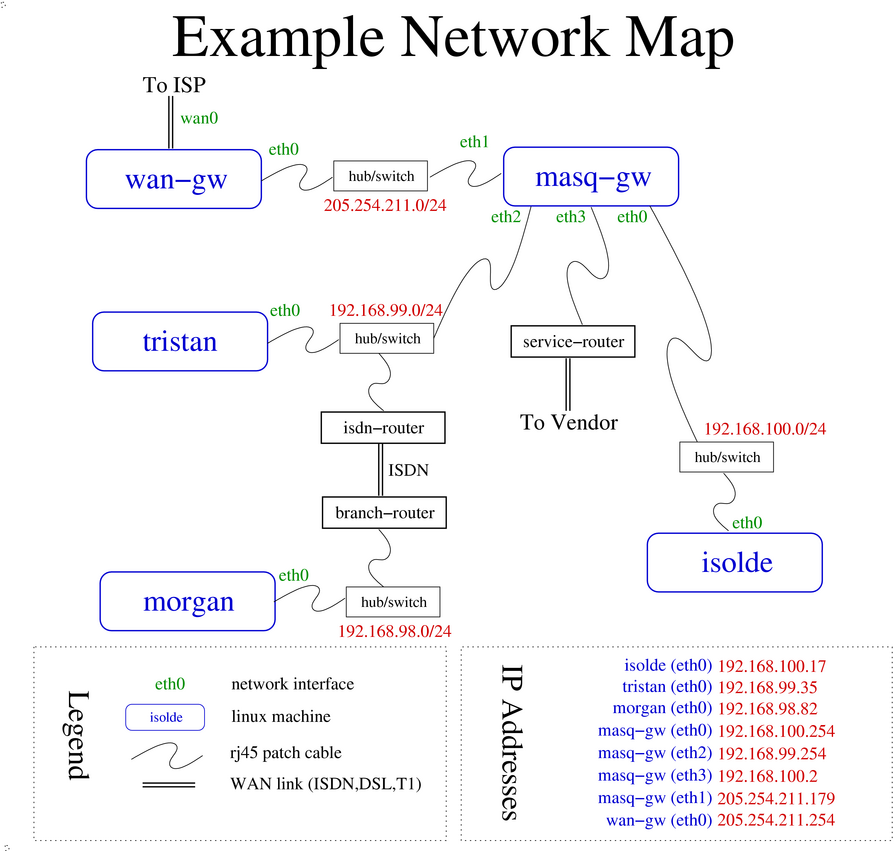 Example Network Map
To ISP
wan0
wan−gw
eth0
hub/switch
205.254.211.0/24
eth1
masq−gw
eth2
eth3
eth0
tristan
eth0
192.168.99.0/24
hub/switch
service−router
To Vendor
isdn−router
ISDN
branch−router
192.168.100.0/24
hub/switch
eth0
isolde
morgan
eth0
hub/switch
192.168.98.0/24
Legend
eth0 network interface
isolde linux machine
rj45 patch cable
WAN link (ISDN,DSL,T1)
IP Addresses
isolde (eth0) 192.168.100.17
tristan (eth0) 192.168.99.35
morgan (eth0) 192.168.98.82
masq−gw (eth0) 192.168.100.254
masq−gw (eth2) 192.168.99.254
masq−gw (eth3) 192.168.100.2
masq−gw (eth1) 205.254.211.179
wan−gw (eth0) 205.254.211.254